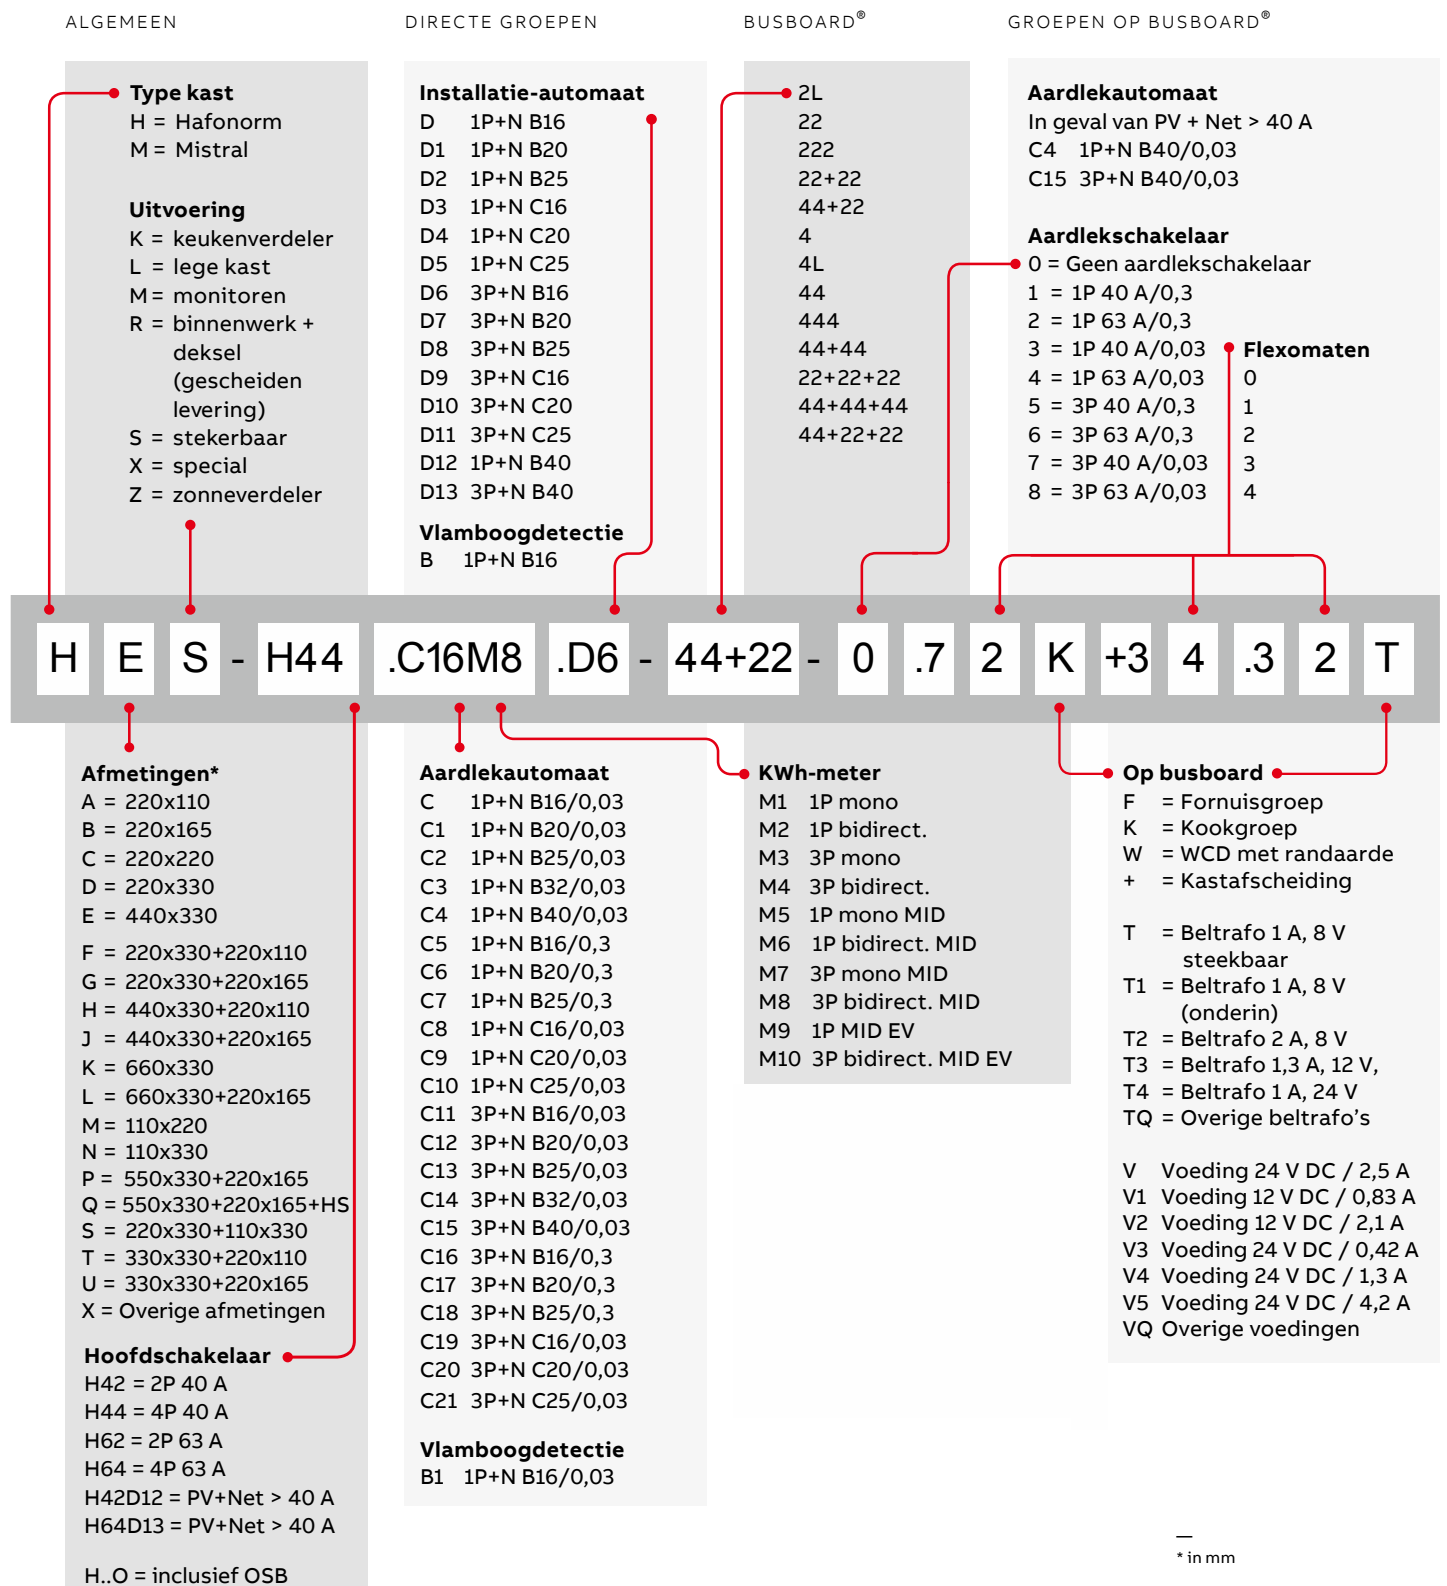 ALGEMEEN
DIRECTE GROEPEN
BUSBOARD®
GROEPEN OP BUSBOARD®
Type kast
H = Hafonorm
M = Mistral
Uitvoering
K = keukenverdeler
L = lege kast
M = monitoren
R = binnenwerk +
deksel
(gescheiden
levering)
S = stekerbaar
X = special
Z = zonneverdeler
Installatie-automaat
D 1P+N B16
D1 1P+N B20
D2 1P+N B25
D3 1P+N C16
D4 1P+N C20
D5 1P+N C25
D6 3P+N B16
D7 3P+N B20
D8 3P+N B25
D9 3P+N C16
D10 3P+N C20
D11 3P+N C25
D12 1P+N B40
D13 3P+N B40
Vlamboogdetectie
B 1P+N B16
2L
22
222
22+22
44+22
4
4L
44
444
44+44
22+22+22
44+44+44
44+22+22
Aardlekautomaat
In geval van PV + Net > 40 A
C4 1P+N B40/0,03
C15 3P+N B40/0,03
Aardlekschakelaar
0 = Geen aardlekschakelaar
1 = 1P 40 A/0,3
2 = 1P 63 A/0,3
3 = 1P 40 A/0,03
4 = 1P 63 A/0,03
5 = 3P 40 A/0,3
6 = 3P 63 A/0,3
7 = 3P 40 A/0,03
8 = 3P 63 A/0,03
Flexomaten
0
1
2
3
4
H E S - H44 .C16M8 .D6 - 44+22 - 0 .7 2 K +3 4 .3 2 T
Afmetingen*
A = 220x110
B = 220x165
C = 220x220
D = 220x330
E = 440x330
F = 220x330+220x110
G = 220x330+220x165
H = 440x330+220x110
J = 440x330+220x165
K = 660x330
L = 660x330+220x165
M = 110x220
N = 110x330
P = 550x330+220x165
Q = 550x330+220x165+HS
S = 220x330+110x330
T = 330x330+220x110
U = 330x330+220x165
X = Overige afmetingen
Hoofdschakelaar
H42 = 2P 40 A
H44 = 4P 40 A
H62 = 2P 63 A
H64 = 4P 63 A
H42D12 = PV+Net > 40 A
H64D13 = PV+Net > 40 A
H..O = inclusief OSB
Aardlekautomaat
C 1P+N B16/0,03
C1 1P+N B20/0,03
C2 1P+N B25/0,03
C3 1P+N B32/0,03
C4 1P+N B40/0,03
C5 1P+N B16/0,3
C6 1P+N B20/0,3
C7 1P+N B25/0,3
C8 1P+N C16/0,03
C9 1P+N C20/0,03
C10 1P+N C25/0,03
C11 3P+N B16/0,03
C12 3P+N B20/0,03
C13 3P+N B25/0,03
C14 3P+N B32/0,03
C15 3P+N B40/0,03
C16 3P+N B16/0,3
C17 3P+N B20/0,3
C18 3P+N B25/0,3
C19 3P+N C16/0,03
C20 3P+N C20/0,03
C21 3P+N C25/0,03
Vlamboogdetectie
B1 1P+N B16/0,03
KWh-meter
M1 1P mono
M2 1P bidirect.
M3 3P mono
M4 3P bidirect.
M5 1P mono MID
M6 1P bidirect. MID
M7 3P mono MID
M8 3P bidirect. MID
M9 1P MID EV
M10 3P bidirect. MID EV
Op busboard
F = Fornuisgroep
K = Kookgroep
W = WCD met randaarde
+ = Kastafscheiding
T = Beltrafo 1 A, 8 V
steekbaar
T1 = Beltrafo 1 A, 8 V
(onderin)
T2 = Beltrafo 2 A, 8 V
T3 = Beltrafo 1,3 A, 12 V,
T4 = Beltrafo 1 A, 24 V
TQ = Overige beltrafo's
V Voeding 24 V DC / 2,5 A
V1 Voeding 12 V DC / 0,83 A
V2 Voeding 12 V DC / 2,1 A
V3 Voeding 24 V DC / 0,42 A
V4 Voeding 24 V DC / 1,3 A
V5 Voeding 24 V DC / 4,2 A
VQ Overige voedingen
—
* in mm